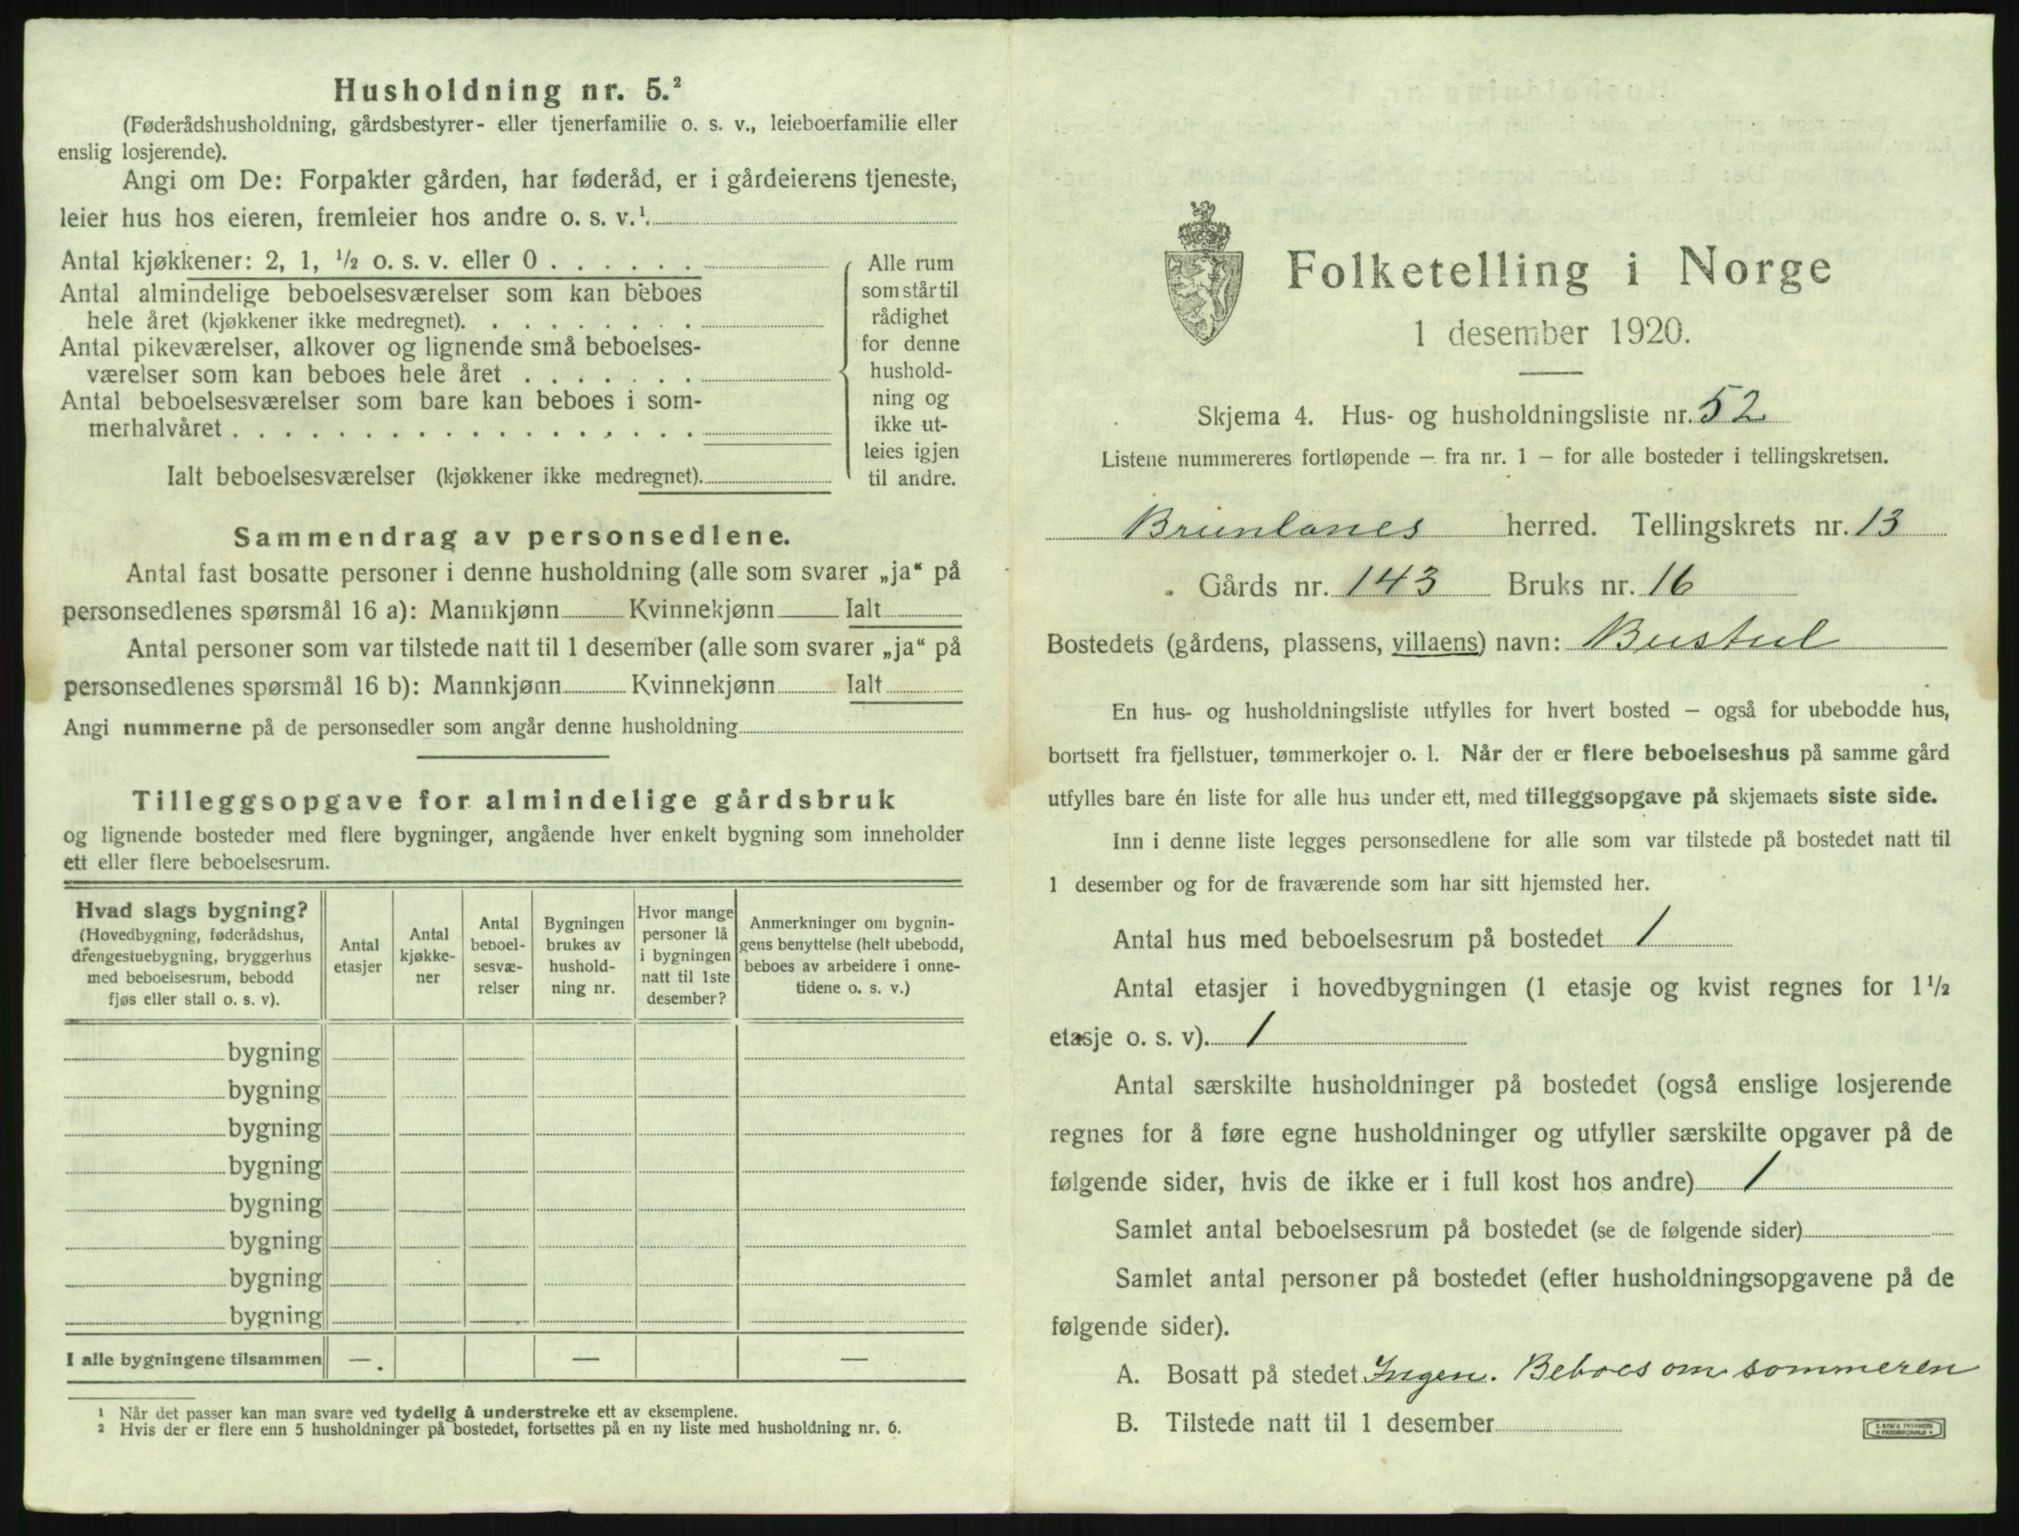 Husholdning nr. 5.²
(Føderådshusholdning, gårdsbestyrer- eller tjenerfamilie o. s. v., leieboerfamilie eller
enslig losjerende).
Angi om De: Forpakter gården, har føderåd, er i gårdeierens tjeneste,
leier hus hos eieren, fremleier hos andre o. s. v.¹.
Antal kjøkkener: 2, 1, ½ o. s. v. eller 0 . . . . . .
Antal almindelige beboelsesværelser som kan beboes
hele året (kjøkkener ikke medregnet). . . . . . . . .
Antal pikeværelser, alkover og lignende små beboelses-
værelser som kan beboes hele året . . . . . . .
Antal beboelsesværelser som bare kan beboes i som-
merhalvåret . . . . . . . . . . . . . . . . . .
Ialt beboelsesværelser (kjøkkener ikke medregnet).
Alle rum
som står til
rådighet
for denne
hushold-
ning og
ikke ut-
leies igjen
til andre.
Sammendrag av personsedlene.
Antal fast bosatte personer i denne husholdning (alle som svarer „ja“ på
personsedlenes spørsmål 16 a): Mannkjønn Kvinnekjønn Ialt
Antal personer som var tilstede natt til 1 desember (alle som svarer „ja“ på
personsedlenes spørsmål 16 b): Mannkjønn Kvinnekjønn Ialt
Angi nummerne på de personsedler som angår denne husholdning
Tilleggsopgave for almindelige gårdsbruk
og lignende bosteder med flere bygninger, angående hver enkelt bygning som inneholder
ett eller flere beboelsesrum.
Hvad slags bygning?
(Hovedbygning, føderådshus,
drengestuebygning, bryggerhus
med beboelsesrum, bebodd
fjøs eller stall o. s. v).
Antal
etasjer
Antal
kjøkke-
ner
Antal
beboel-
sesvæ-
relser
Bygningen
brukes av
hushold-
ning nr.
Hvor mange
personer lå
i bygningen
natt til 1ste
desember?
Anmerkninger om bygnin-
gens benyttelse (helt ubebodd,
beboes av arbeidere i onne-
tidene o. s. v.)
bygning
bygning
bygning
bygning
bygning
bygning
bygning
bygning
I alle bygningene tilsammen — — —
¹ Når det passer kan man svare ved tydelig å understreke ett av eksemplene.
² Hvis der er flere enn 5 husholdninger på bostedet, fortsettes på en ny liste med husholdning nr. 6.
Folketelling i Norge
1 desember 1920.
Skjema 4. Hus- og husholdningsliste nr. 52
Listene nummereres fortløpende — fra nr. 1 — for alle bosteder i tellingskretsen.
Brunlanes herred. Tellingskrets nr. 13
Gårds nr. 143 Bruks nr. 16
Bostedets (gårdens, plassens, villaens) navn: Bustul
En hus- og husholdningsliste utfylles for hvert bosted — også for ubebodde hus,
bortsett fra fjellstuer, tømmerkojer o. l. Når der er flere beboelseshus på samme gård
utfylles bare én liste for alle hus under ett, med tilleggsopgave på skjemaets siste side.
Inn i denne liste legges personsedlene for alle som var tilstede på bostedet natt til
1 desember og for de fraværende som har sitt hjemsted her.
Antal hus med beboelsesrum på bostedet 1
Antal etasjer i hovedbygningen (1 etasje og kvist regnes for 1½
etasje o. s. v). 1
Antal særskilte husholdninger på bostedet (også enslige losjerende
regnes for å føre egne husholdninger og utfyller særskilte opgaver på de
følgende sider, hvis de ikke er i full kost hos andre) 1
Samlet antal beboelsesrum på bostedet (se de følgende sider)
Samlet antal personer på bostedet (efter husholdningsopgavene på de
følgende sider).
A. Bosatt på stedet Ingen. Beboes om sommeren
B. Tilstede natt til 1 desember